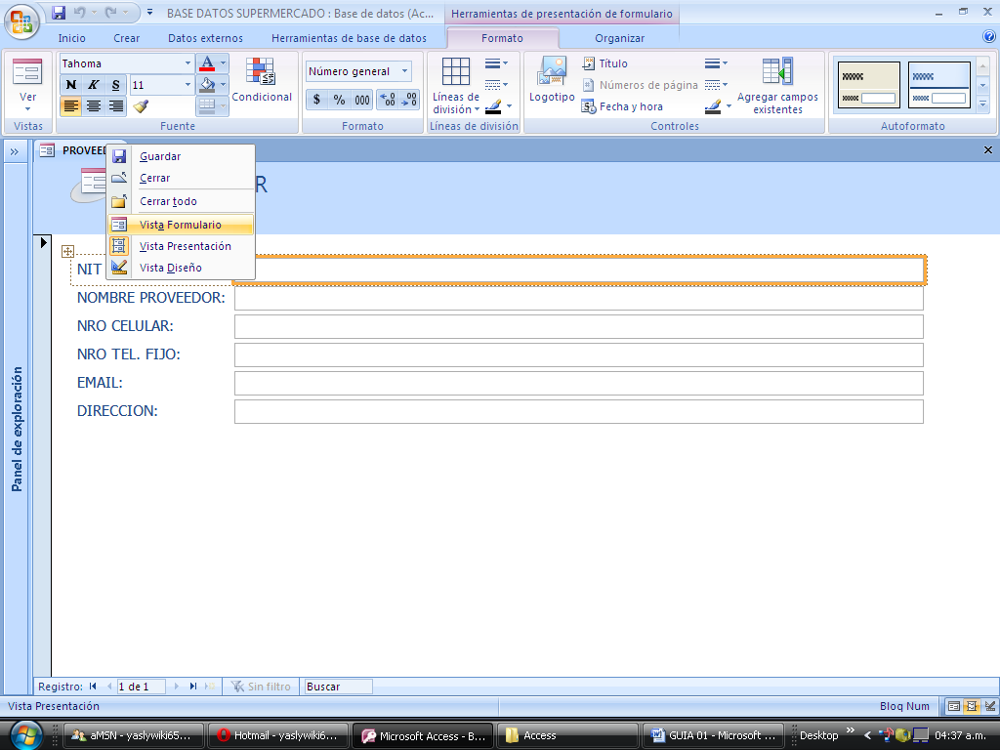 BASE DATOS SUPERMERCADO : Base de datos (Ac...
Herramientas de presentación de formulario
Inicio
Crear
Datos externos
Herramientas de base de datos
Formato
Organizar
Ver
Vistas
Tahoma
N K S
11
Condicional
Fuente
Número general
$ % 000
Formato
Líneas de división
Líneas de división
Logotipo
Título
Números de página
Fecha y hora
Agregar campos existentes
Controles
Autoformato
PROVEED
R
Guardar
Cerrar
Cerrar todo
Vista Formulario
Vista Presentación
Vista Diseño
NIT
NOMBRE PROVEEDOR:
NRO CELULAR:
NRO TEL. FIJO:
EMAIL:
DIRECCION:
Panel de exploración
Registro:
1 de 1
Sin filtro
Buscar
Vista Presentación
Bloq Num
aMSN - yaslywiki65...
Hotmail - yaslywiki6...
Microsoft Access - B...
Access
GUIA 01 - Microsoft ...
Desktop
04:37 a.m.